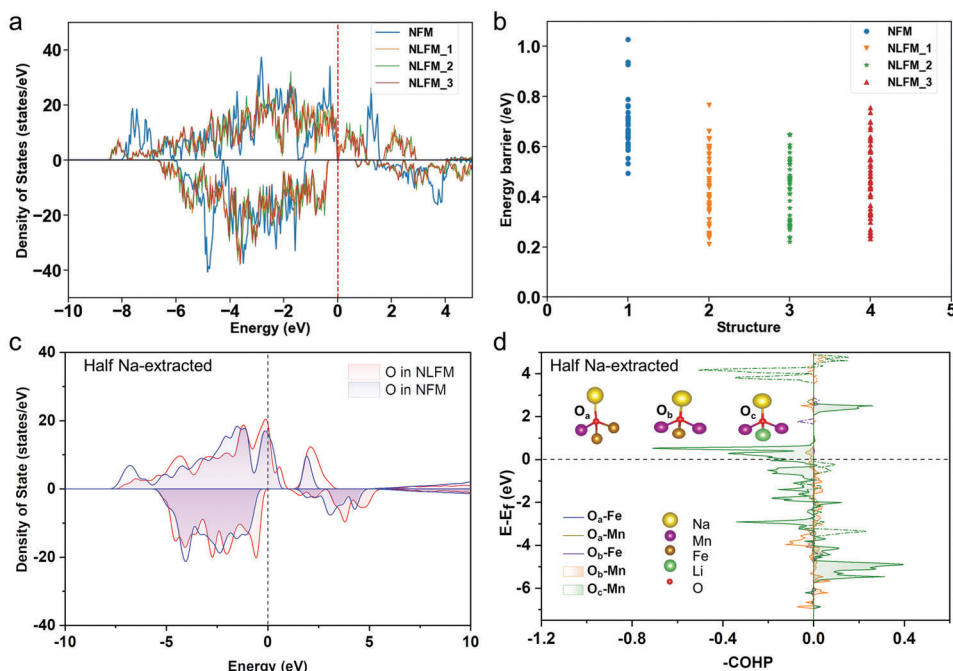 a
NFM
NLFM_1
NLFM_2
NLFM_3
40
20
0
−20
−40
Density of States (states/eV)
−10
−8
−6
−4
−2
0
2
4
Energy (eV)
b
NFM
NLFM_1
NLFM_2
NLFM_3
1.0
0.8
0.6
0.4
0.2
0.0
Energy barrier (/eV)
0
1
2
3
4
5
Structure
c
Half Na-extracted
O in NLFM
O in NFM
40
20
0
-20
-40
Density of State (states/eV)
-10
-5
0
5
10
Energy (eV)
d
Half Na-extracted
Oa
Ob
Oc
4
2
0
-2
-4
-6
E-Ef (eV)
Oa-Fe
Oa-Mn
Ob-Fe
Ob-Mn
Oc-Mn
Na
Mn
Fe
Li
O
-1.2
-0.8
-0.4
0.0
0.4
-COHP